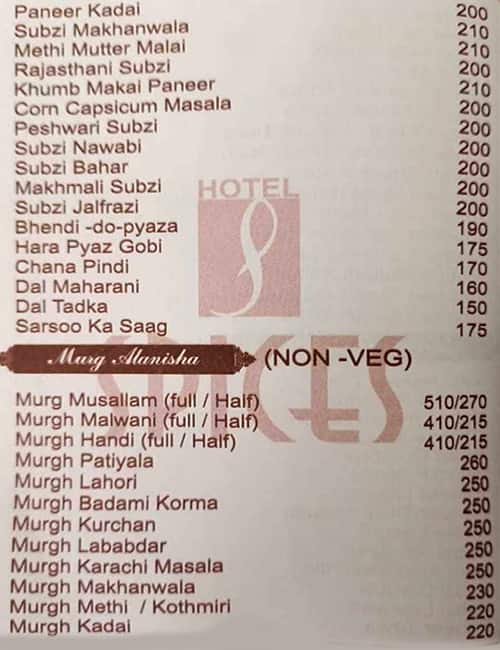 Paneer Kadai 200
Subzi Makhanwala 210
Methi Mutter Malai 210
Rajasthani Subzi 200
Khumb Makai Paneer 210
Corn Capsicum Masala 200
Peshwari Subzi 200
Subzi Nawabi 200
Subzi Bahar 200
Makhmali Subzi 200
Subzi Jalfrazi 200
Bhendi -do-pyaza 190
Hara Pyaz Gobi 175
Chana Pindi 170
Dal Maharani 160
Dal Tadka 150
Sarsoo Ka Saag 175
HOTEL
SPICES
Murg Alanisha (NON -VEG)
Murg Musallam (full / Half) 510/270
Murgh Malwani (full / Half) 410/215
Murgh Handi (full / Half) 410/215
Murgh Patiyala 260
Murgh Lahori 250
Murgh Badami Korma 250
Murgh Kurchan 250
Murgh Lababdar 250
Murgh Karachi Masala 250
Murgh Makhanwala 230
Murgh Methi / Kothmiri 220
Murgh Kadai 220